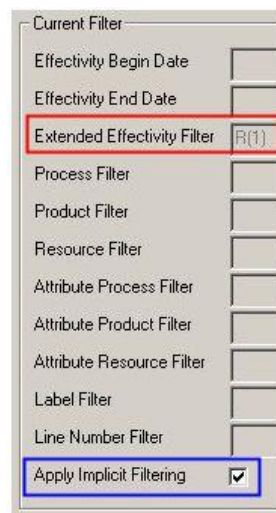 Current Filter
Effectivity Begin Date
Effectivity End Date
Extended Effectivity Filter R(1)
Process Filter
Product Filter
Resource Filter
Attribute Process Filter
Attribute Product Filter
Attribute Resource Filter
Label Filter
Line Number Filter
Apply Implicit Filtering